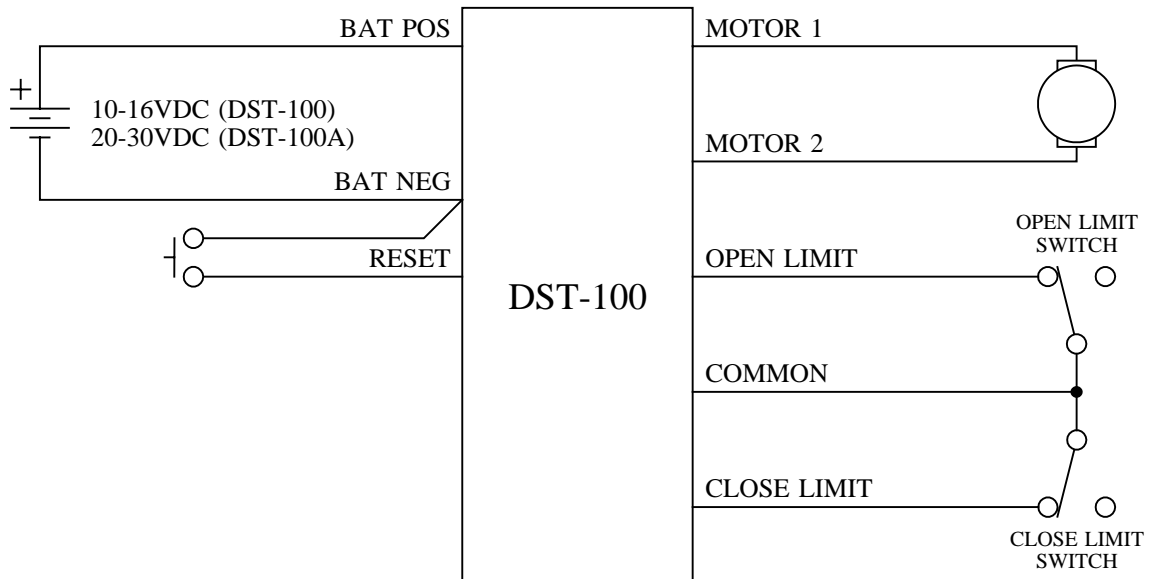 BAT POS
MOTOR 1
+
10-16VDC (DST-100)
20-30VDC (DST-100A)
MOTOR 2
BAT NEG
RESET
OPEN LIMIT
OPEN LIMIT
SWITCH
DST-100
COMMON
CLOSE LIMIT
CLOSE LIMIT
SWITCH